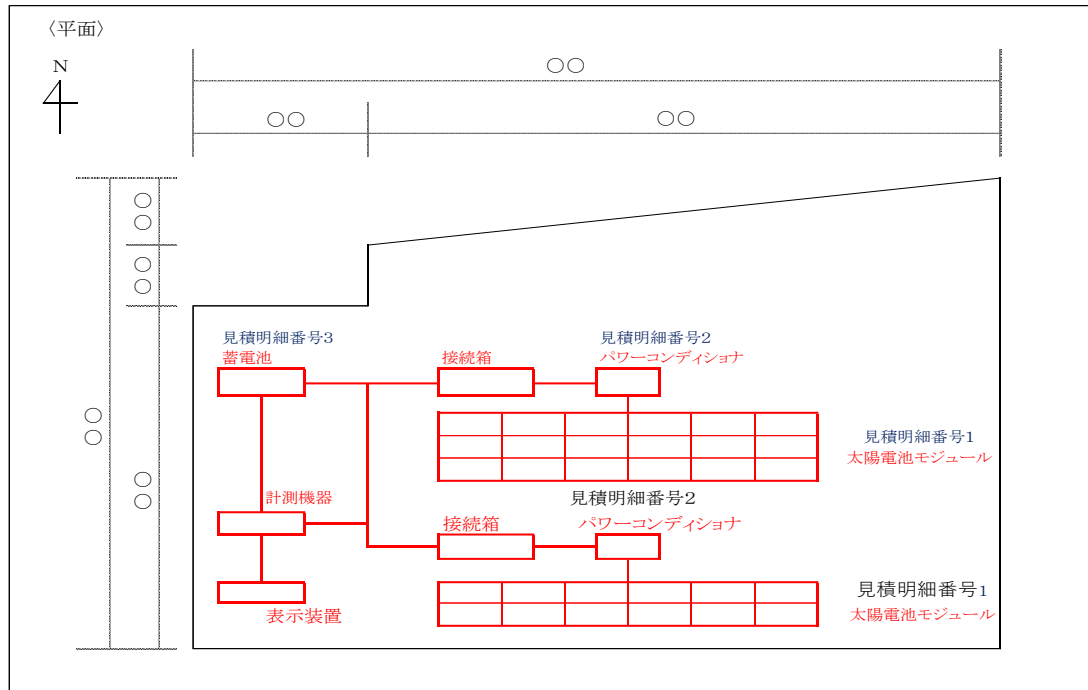 〈平面〉
N
○○
○○
○○
○○
○○
○○
○○
見積明細番号3
蓄電池
接続箱
見積明細番号2
パワーコンディショナ
見積明細番号1
太陽電池モジュール
計測機器
見積明細番号2
接続箱
パワーコンディショナ
表示装置
見積明細番号1
太陽電池モジュール